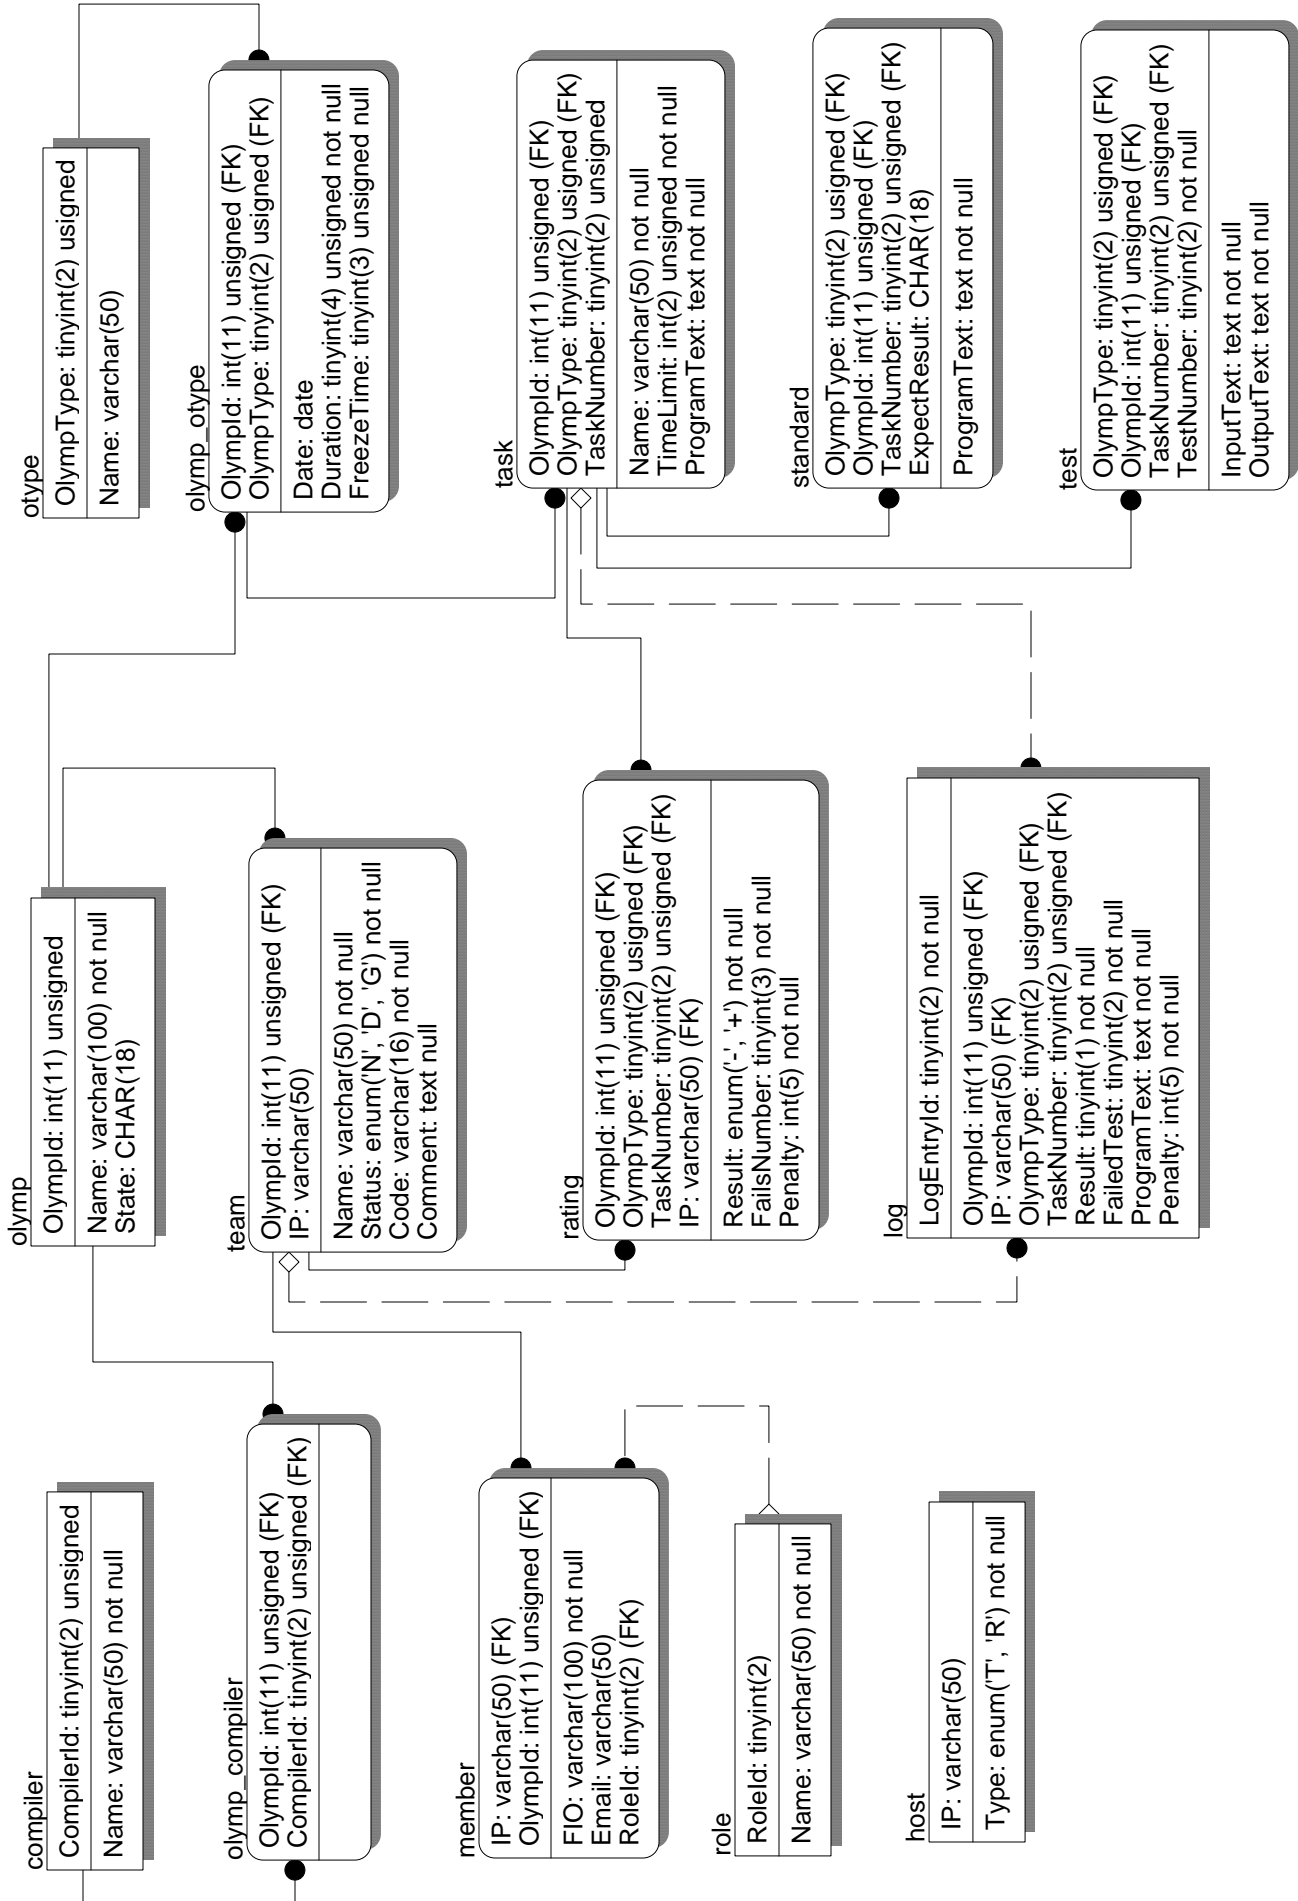 compiler
CompilerId: tinyint(2) unsigned
Name: varchar(50) not null
olymp_compiler
OlympId: int(11) unsigned (FK)
CompilerId: tinyint(2) unsigned (FK)
member
IP: varchar(50) (FK)
OlympId: int(11) unsigned (FK)
FIO: varchar(100) not null
Email: varchar(50)
RoleId: tinyint(2) (FK)
role
RoleId: tinyint(2)
Name: varchar(50) not null
host
IP: varchar(50)
Type: enum('T', 'R') not null
olymp
OlympId: int(11) unsigned
Name: varchar(100) not null
State: CHAR(18)
team
OlympId: int(11) unsigned (FK)
IP: varchar(50)
Name: varchar(50) not null
Status: enum('N', 'D', 'G') not null
Code: varchar(16) not null
Comment: text null
rating
OlympId: int(11) unsigned (FK)
OlympType: tinyint(2) usigned (FK)
TaskNumber: tinyint(2) unsigned (FK)
IP: varchar(50) (FK)
Result: enum('-', '+') not null
FailsNumber: tinyint(3) not null
Penalty: int(5) not null
log
LogEntryId: tinyint(2) not null
OlympId: int(11) unsigned (FK)
IP: varchar(50) (FK)
OlympType: tinyint(2) usigned (FK)
TaskNumber: tinyint(2) unsigned (FK)
Result: tinyint(1) not null
FailedTest: tinyint(2) not null
ProgramText: text not null
Penalty: int(5) not null
otype
OlympType: tinyint(2) usigned
Name: varchar(50)
olymp_otype
OlympId: int(11) unsigned (FK)
OlympType: tinyint(2) usigned (FK)
Date: date
Duration: tinyint(4) unsigned not null
FreezeTime: tinyint(3) unsigned null
task
OlympId: int(11) unsigned (FK)
OlympType: tinyint(2) usigned (FK)
TaskNumber: tinyint(2) unsigned
Name: varchar(50) not null
TimeLimit: int(2) unsigned not null
ProgramText: text not null
standard
OlympType: tinyint(2) usigned (FK)
OlympId: int(11) unsigned (FK)
TaskNumber: tinyint(2) unsigned (FK)
ExpectResult: CHAR(18)
ProgramText: text not null
test
OlympType: tinyint(2) usigned (FK)
OlympId: int(11) unsigned (FK)
TaskNumber: tinyint(2) unsigned (FK)
TestNumber: tinyint(2) not null
InputText: text not null
OutputText: text not null